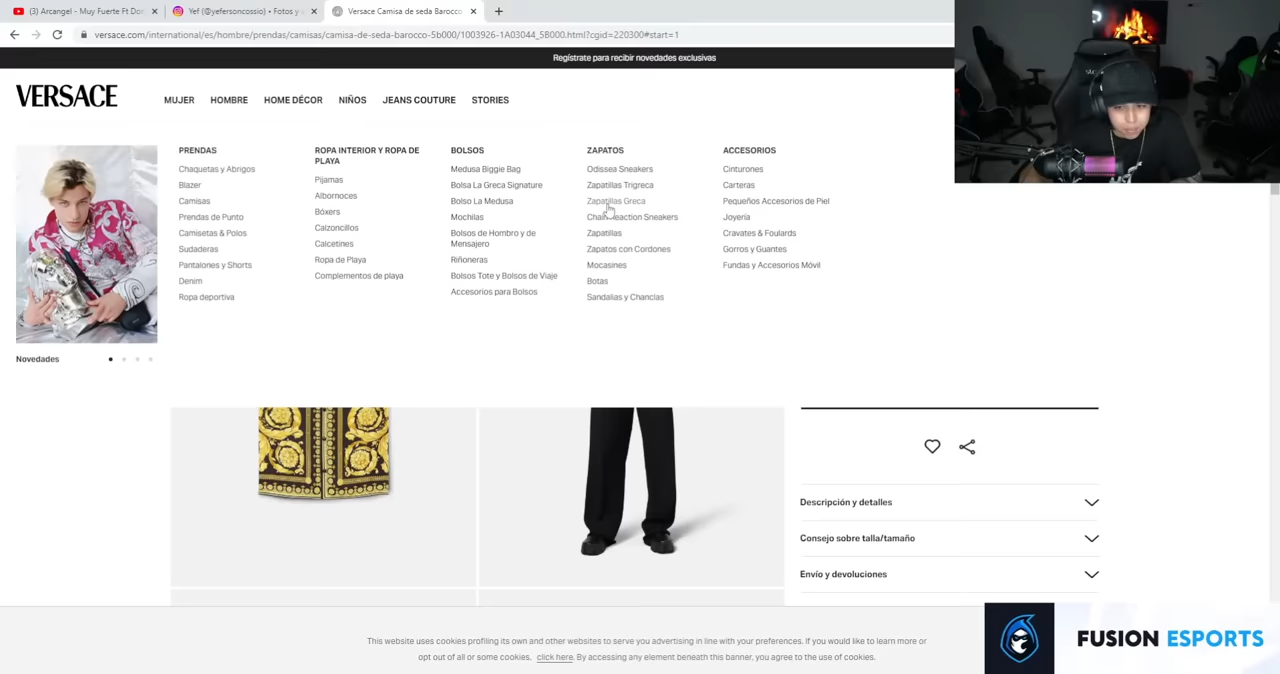 (3) Arcangel - Muy Fuerte Ft Don
Yef (@yefersoncossio) • Fotos y
Versace Camisa de seda Barocco
versace.com/international/es/hombre/prendas/camisas/camisa-de-seda-barocco-5b000/1003926-1A03044_5B000.html?cgid=220300#start=1
Regístrate para recibir novedades exclusivas
VERSACE
MUJER HOMBRE HOME DÉCOR NIÑOS JEANS COUTURE STORIES
PRENDAS
Chaquetas y Abrigos
Blazer
Camisas
Prendas de Punto
Camisetas & Polos
Sudaderas
Pantalones y Shorts
Denim
Ropa deportiva
ROPA INTERIOR Y ROPA DE
PLAYA
Pijamas
Albornoces
Bóxers
Calzoncillos
Calcetines
Ropa de Playa
Complementos de playa
BOLSOS
Medusa Biggie Bag
Bolsa La Greca Signature
Bolso La Medusa
Mochilas
Bolsos de Hombro y de
Mensajero
Riñoneras
Bolsos Tote y Bolsos de Viaje
Accesorios para Bolsos
ZAPATOS
Odissea Sneakers
Zapatillas Trigreca
Zapatillas Greca
Chain Reaction Sneakers
Zapatillas
Zapatos con Cordones
Mocasines
Botas
Sandalias y Chanclas
ACCESORIOS
Cinturones
Carteras
Pequeños Accesorios de Piel
Joyeria
Cravates & Foulards
Gorros y Guantes
Fundas y Accesorios Móvil
Novedades
Descripción y detalles
Consejo sobre talla/tamaño
Envío y devoluciones
This website uses cookies profiling its own and other websites to serve you advertising in line with your preferences. If you would like to learn more or
opt out of all or some cookies, click here. By accessing any element beneath this banner, you agree to the use of cookies.
FUSION ESPORTS